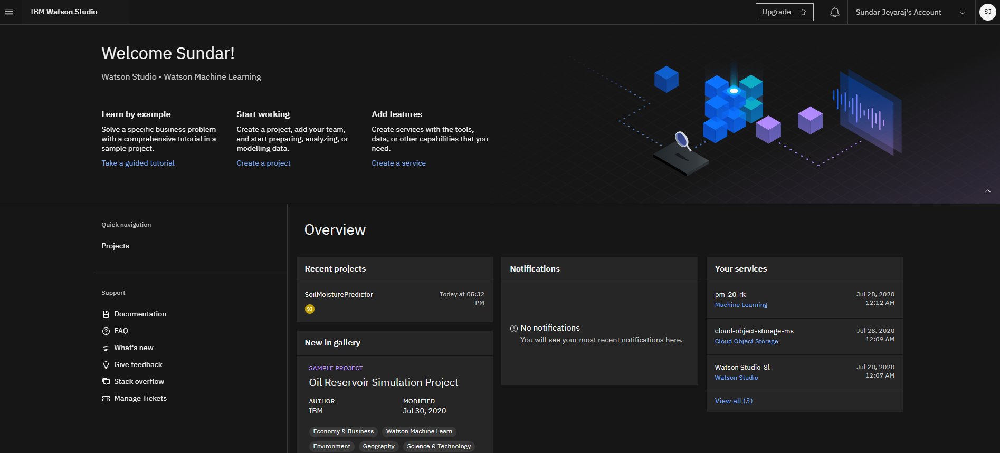 IBM Watson Studio
Upgrade
Sundar Jeyaraj's Account
SJ
Welcome Sundar!
Watson Studio • Watson Machine Learning
Learn by example
Solve a specific business problem
with a comprehensive tutorial in a
sample project.
Take a guided tutorial
Start working
Create a project, add your team,
and start preparing, analyzing, or
modelling data.
Create a project
Add features
Create services with the tools,
data, or other capabilities that you
need.
Create a service
Quick navigation
Projects
Support
Documentation
FAQ
What's new
Give feedback
Stack overflow
Manage Tickets
Overview
Recent projects
SoilMoisturePredictor
Today at 05:32
PM
SJ
New in gallery
SAMPLE PROJECT
Oil Reservoir Simulation Project
AUTHOR
IBM
MODIFIED
Jul 30, 2020
Economy & Business
Watson Machine Learn
Environment
Geography
Science & Technology
Notifications
No notifications
You will see your most recent notifications here.
Your services
pm-20-rk
Machine Learning
Jul 28, 2020
12:12 AM
cloud-object-storage-ms
Cloud Object Storage
Jul 28, 2020
12:09 AM
Watson Studio-8l
Watson Studio
Jul 28, 2020
12:07 AM
View all (3)